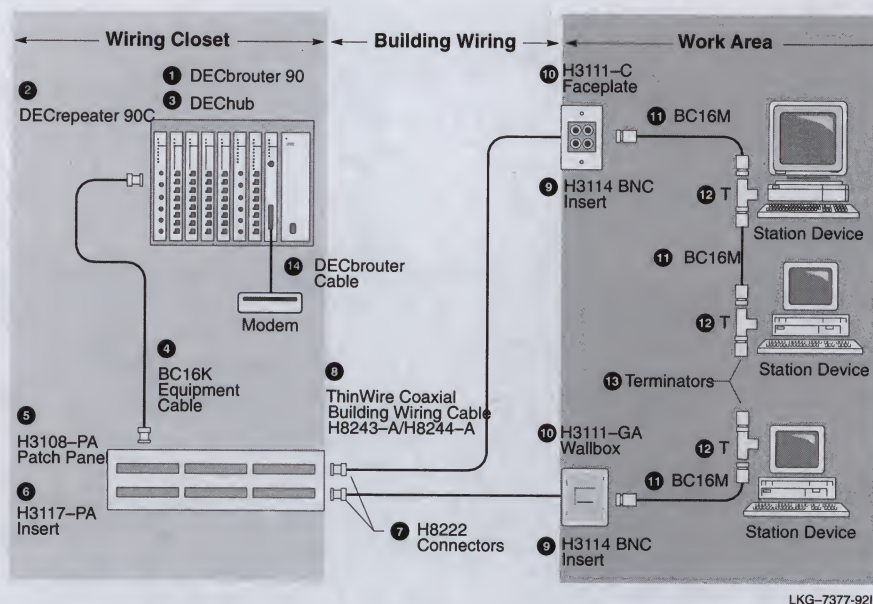 Wiring Closet
Building Wiring
Work Area
1 DECbrouter 90
2
DECrepeater 90C
3 DEChub
14 DECbrouter
Cable
Modem
4
BC16K
Equipment
Cable
5
H3108–PA
Patch Panel
6
H3117–PA
Insert
8
ThinWire Coaxial
Building Wiring Cable
H8243–A/H8244–A
7 H8222
Connectors
10 H3111–C
Faceplate
11 BC16M
9 H3114 BNC
Insert
12 T
Station Device
11 BC16M
12 T
Station Device
13 Terminators
10 H3111–GA
Wallbox
12 T
11 BC16M
Station Device
9 H3114 BNC
Insert
LKG–7377–92I